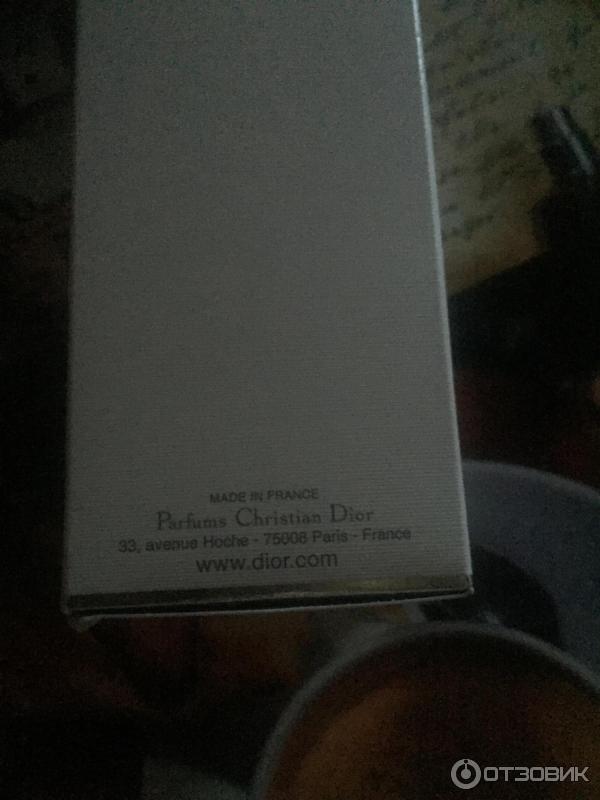 MADE IN FRANCE
Parfums Christian Dior
33, avenue Hoche - 75008 Paris - France
www.dior.com
ОТЗОВИК